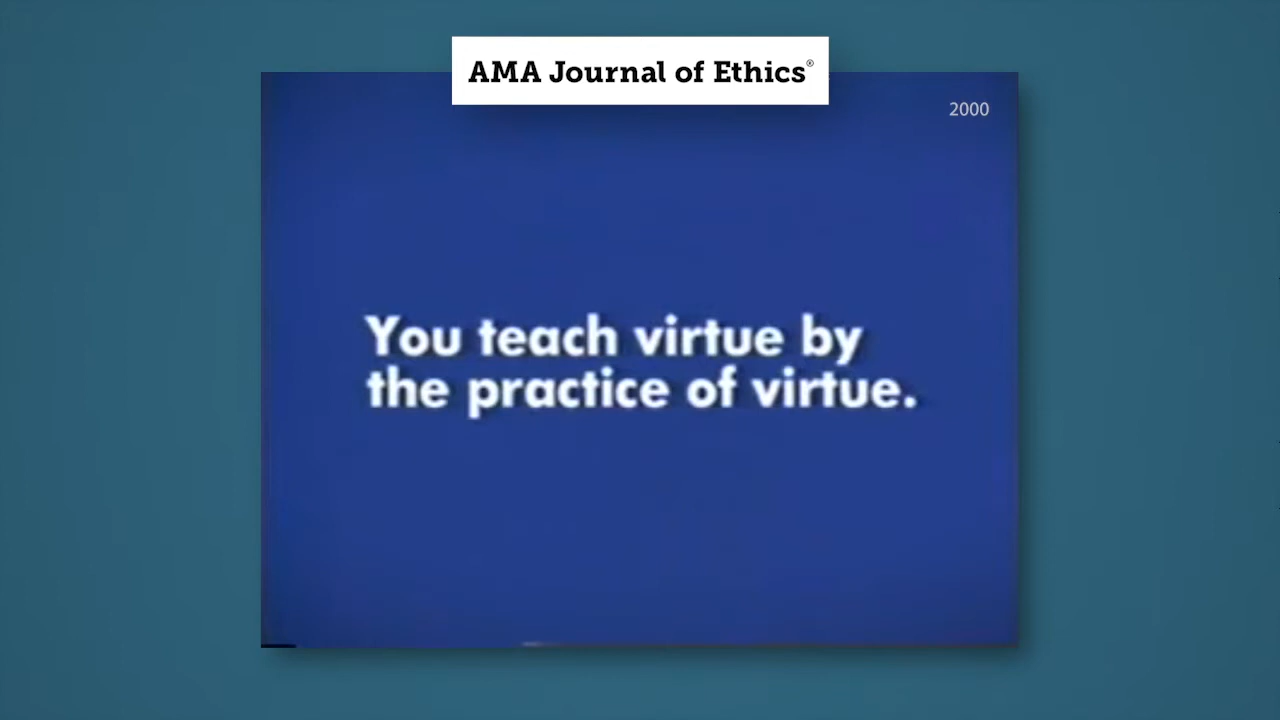 AMA Journal of Ethics®
2000
You teach virtue by
the practice of virtue.